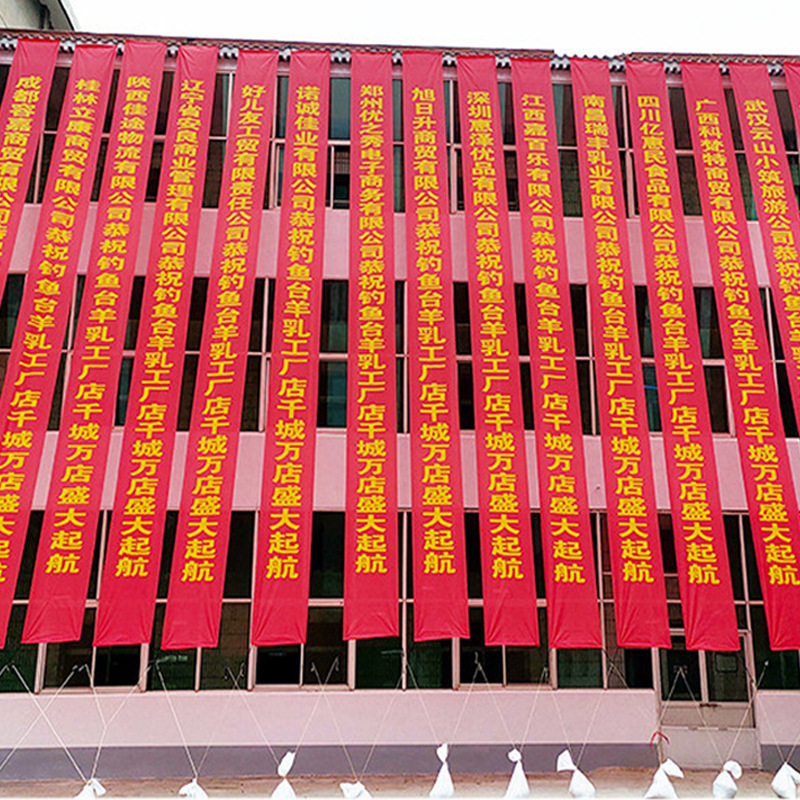 成都容嘉商贸有限公司恭祝钓鱼台羊乳工厂店千城万店盛大起航
桂林立康商贸有限公司恭祝钓鱼台羊乳工厂店千城万店盛大起航
陕西佳途物流有限公司恭祝钓鱼台羊乳工厂店千城万店盛大起航
辽宁省众良商业管理有限公司恭祝钓鱼台羊乳工厂店千城万店盛大起航
好儿友工贸有限责任公司恭祝钓鱼台羊乳工厂店千城万店盛大起航
诺诚佳业有限公司恭祝钓鱼台羊乳工厂店千城万店盛大起航
郑州优之秀电子商务有限公司恭祝钓鱼台羊乳工厂店千城万店盛大起航
旭日升商贸有限公司恭祝钓鱼台羊乳工厂店千城万店盛大起航
深圳惠泽优品有限公司恭祝钓鱼台羊乳工厂店千城万店盛大起航
江西嘉百乐有限公司恭祝钓鱼台羊乳工厂店千城万店盛大起航
南昌瑞丰乳业有限公司恭祝钓鱼台羊乳工厂店千城万店盛大起航
四川亿惠民食品有限公司恭祝钓鱼台羊乳工厂店千城万店盛大起航
广西科梵特商贸有限公司恭祝钓鱼台羊乳工厂店千城万店盛大起航
武汉云山小筑旅游公司恭祝钓鱼台羊